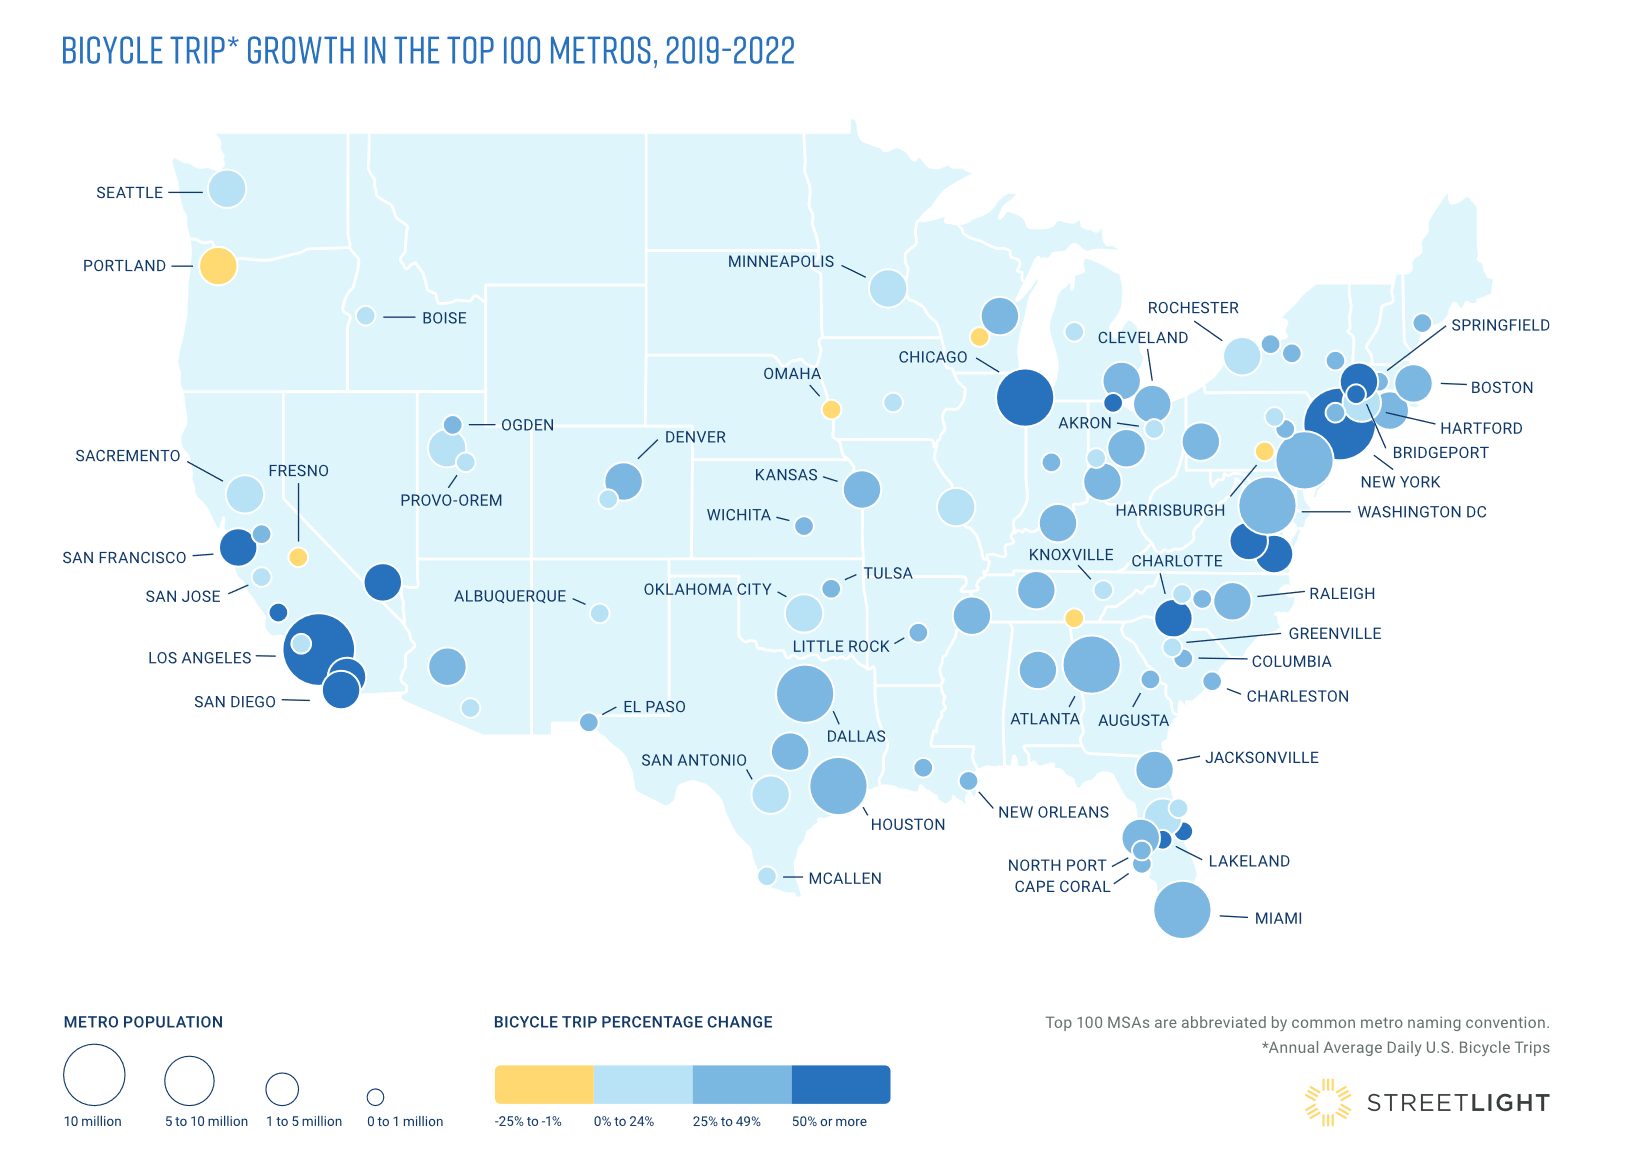 BICYCLE TRIP* GROWTH IN THE TOP 100 METROS, 2019-2022
SEATTLE
PORTLAND
BOISE
MINNEAPOLIS
ROCHESTER
SPRINGFIELD
CLEVELAND
CHICAGO
OMAHA
BOSTON
OGDEN
AKRON
HARTFORD
DENVER
BRIDGEPORT
SACREMENTO
FRESNO
KANSAS
NEW YORK
PROVO-OREM
HARRISBURGH
WASHINGTON DC
WICHITA
SAN FRANCISCO
KNOXVILLE
CHARLOTTE
TULSA
OKLAHOMA CITY
SAN JOSE
ALBUQUERQUE
RALEIGH
GREENVILLE
LITTLE ROCK
LOS ANGELES
COLUMBIA
SAN DIEGO
CHARLESTON
EL PASO
ATLANTA
AUGUSTA
DALLAS
SAN ANTONIO
JACKSONVILLE
NEW ORLEANS
HOUSTON
LAKELAND
NORTH PORT
MCALLEN
CAPE CORAL
MIAMI
METRO POPULATION
10 million
5 to 10 million
1 to 5 million
0 to 1 million
BICYCLE TRIP PERCENTAGE CHANGE
-25% to -1%
0% to 24%
25% to 49%
50% or more
Top 100 MSAs are abbreviated by common metro naming convention.
*Annual Average Daily U.S. Bicycle Trips
STREETLIGHT